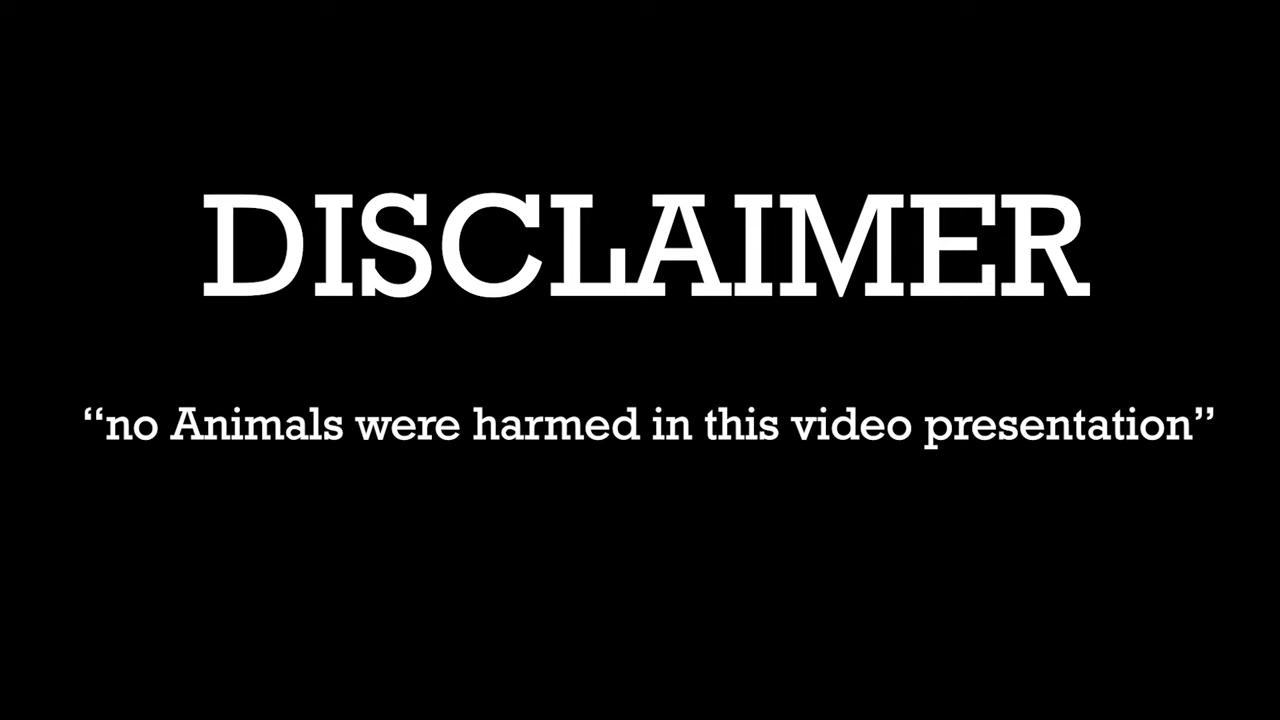 DISCLAIMER
“no Animals were harmed in this video presentation”